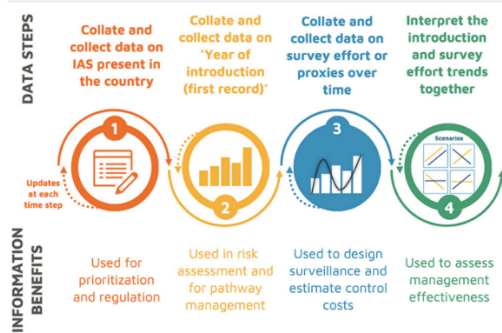 DATA STEPS
Collate and
collect data on
IAS present in
the country
Collate and
collect data on
‘Year of
introduction
(first record)’
Collate and
collect data on
survey effort or
proxies over
time
Interpret the
introduction
and survey
effort trends
together
1
2
3
Scenarios
4
Updates
at each
time step
INFORMATION
BENEFITS
Used for
prioritization
and regulation
Used in risk
assessment and
for pathway
management
Used to design
surveillance and
estimate control
costs
Used to assess
management
effectiveness